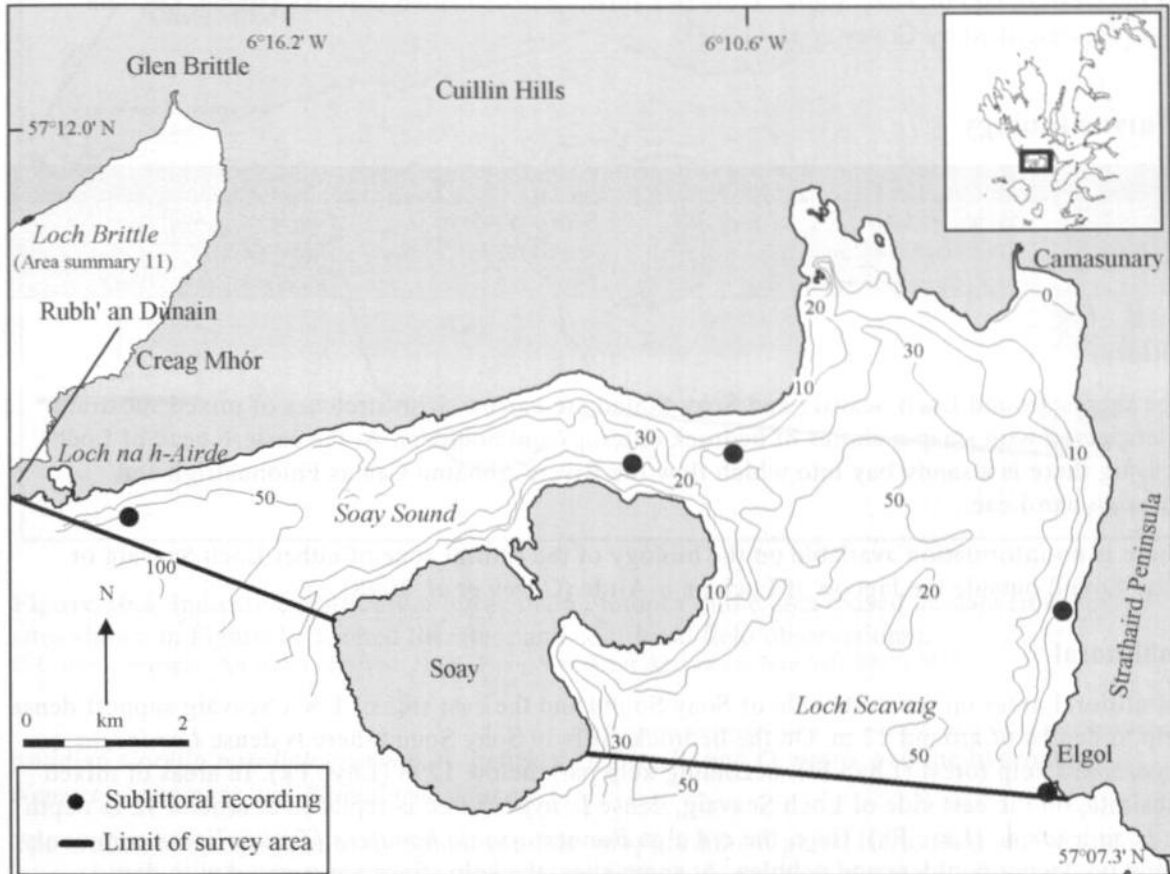 6°16.2' W
6°10.6' W
Glen Brittle
Cuillin Hills
57°12.0' N
Loch Brittle
(Area summary 11)
Camasunary
0
20
Rubh' an Dùnain
30
Creag Mhór
10
Loch na h-Airde
30
10
50
20
Soay Sound
50
100
N
10
20
Strathaird Peninsula
Soay
0 km 2
Loch Scavaig
30
50
50
Elgol
Sublittoral recording
Limit of survey area
57°07.3' N